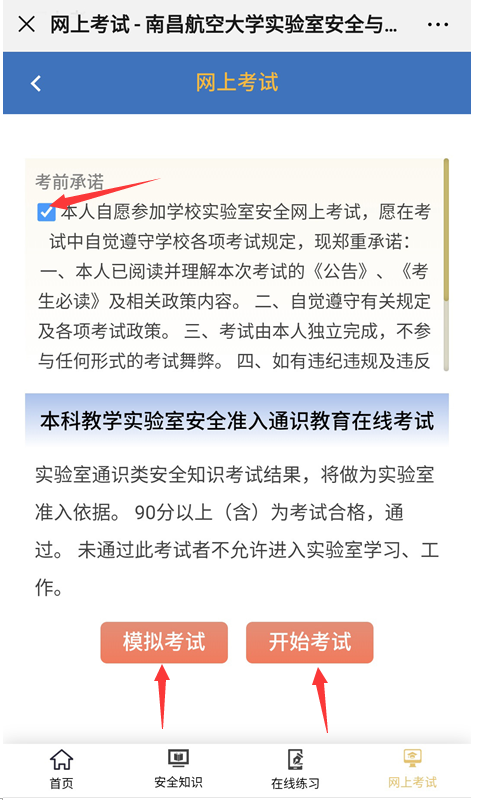 网上考试 - 南昌航空大学实验室安全与...
网上考试
考前承诺
本人自愿参加学校实验室安全网上考试，愿在考
试中自觉遵守学校各项考试规定，现郑重承诺：
一、本人已阅读并理解本次考试的《公告》、《考
生必读》及相关政策内容。 二、自觉遵守有关规定
及各项考试政策。 三、考试由本人独立完成，不参
与任何形式的考试舞弊。 四、如有违纪违规及违反
本科教学实验室安全准入通识教育在线考试
实验室通识类安全知识考试结果，将做为实验室
准入依据。 90分以上（含）为考试合格，通
过。 未通过此考试者不允许进入实验室学习、工
作。
模拟考试 开始考试
首页 安全知识 在线练习 网上考试